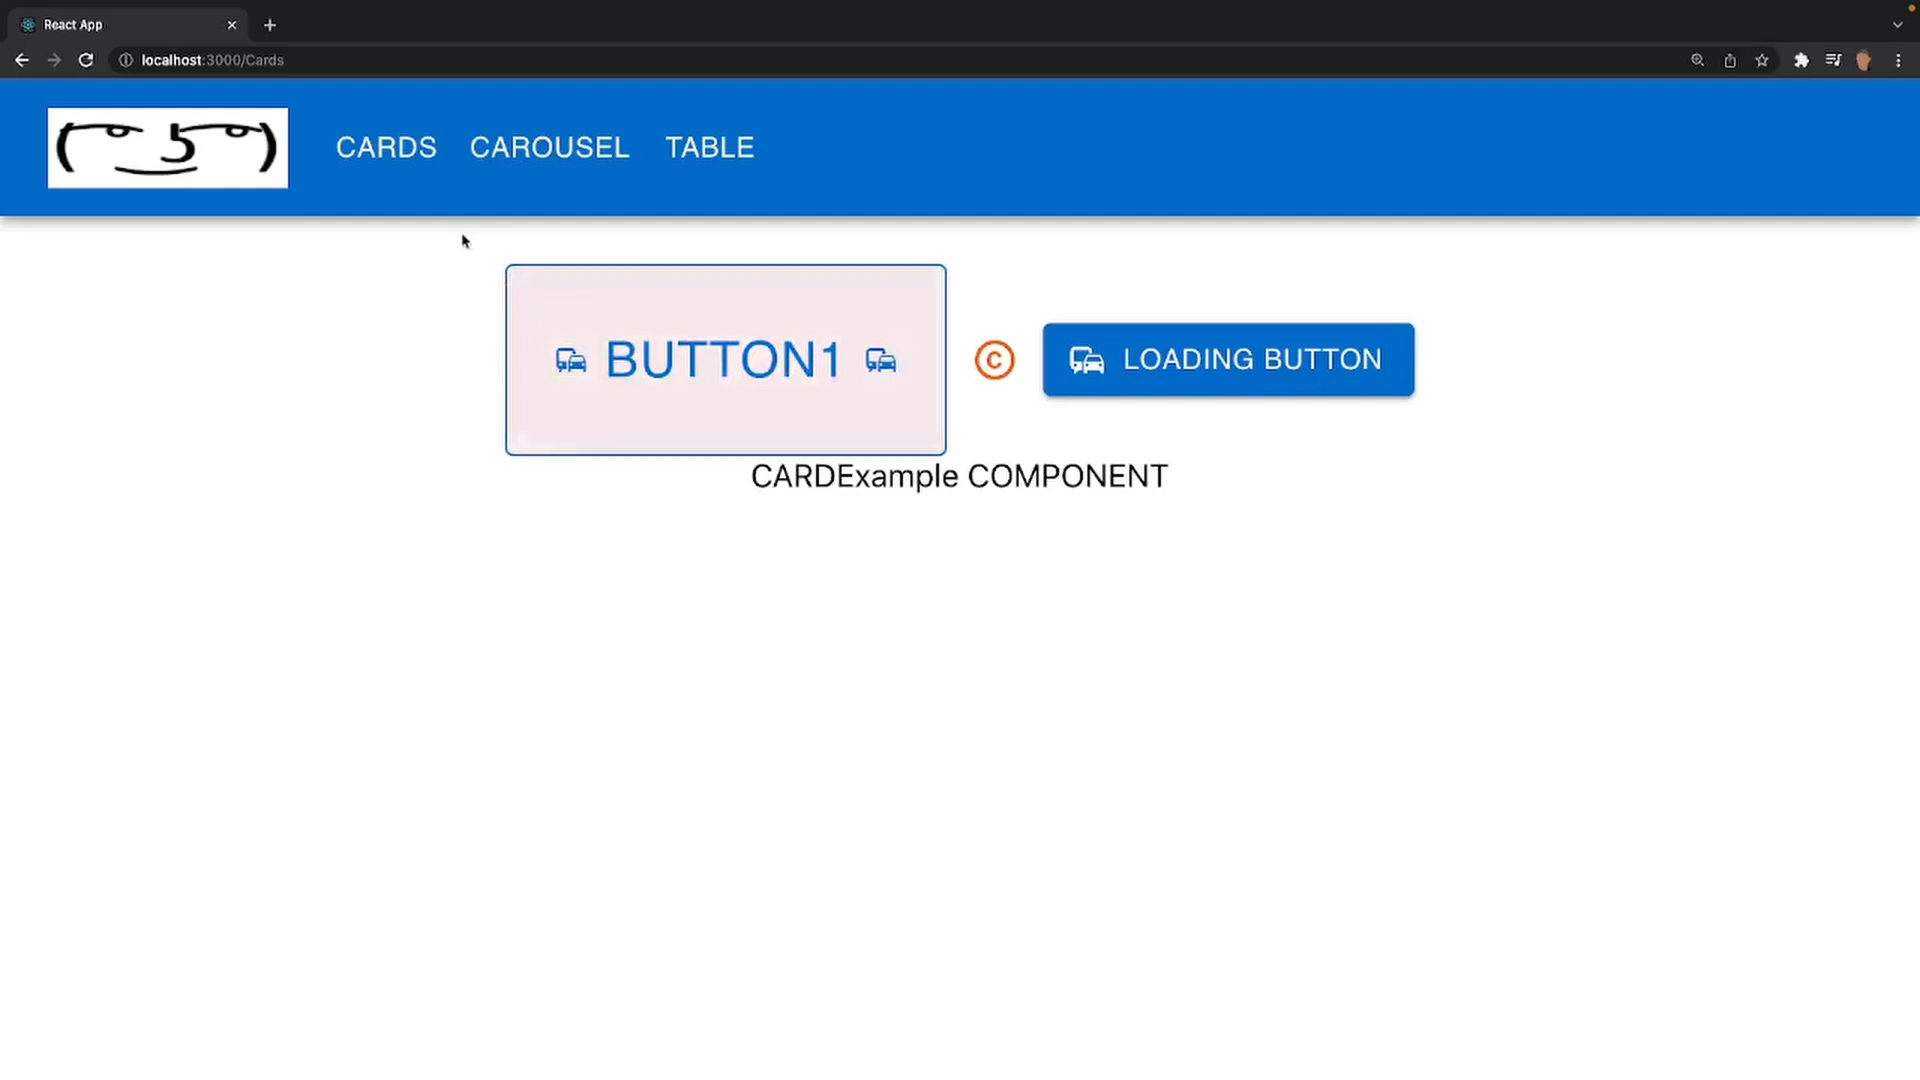 React App
localhost:3000/Cards
( ͡° ͜ʖ ͡°)
CARDS CAROUSEL TABLE
BUTTON1 © LOADING BUTTON
CARDExample COMPONENT